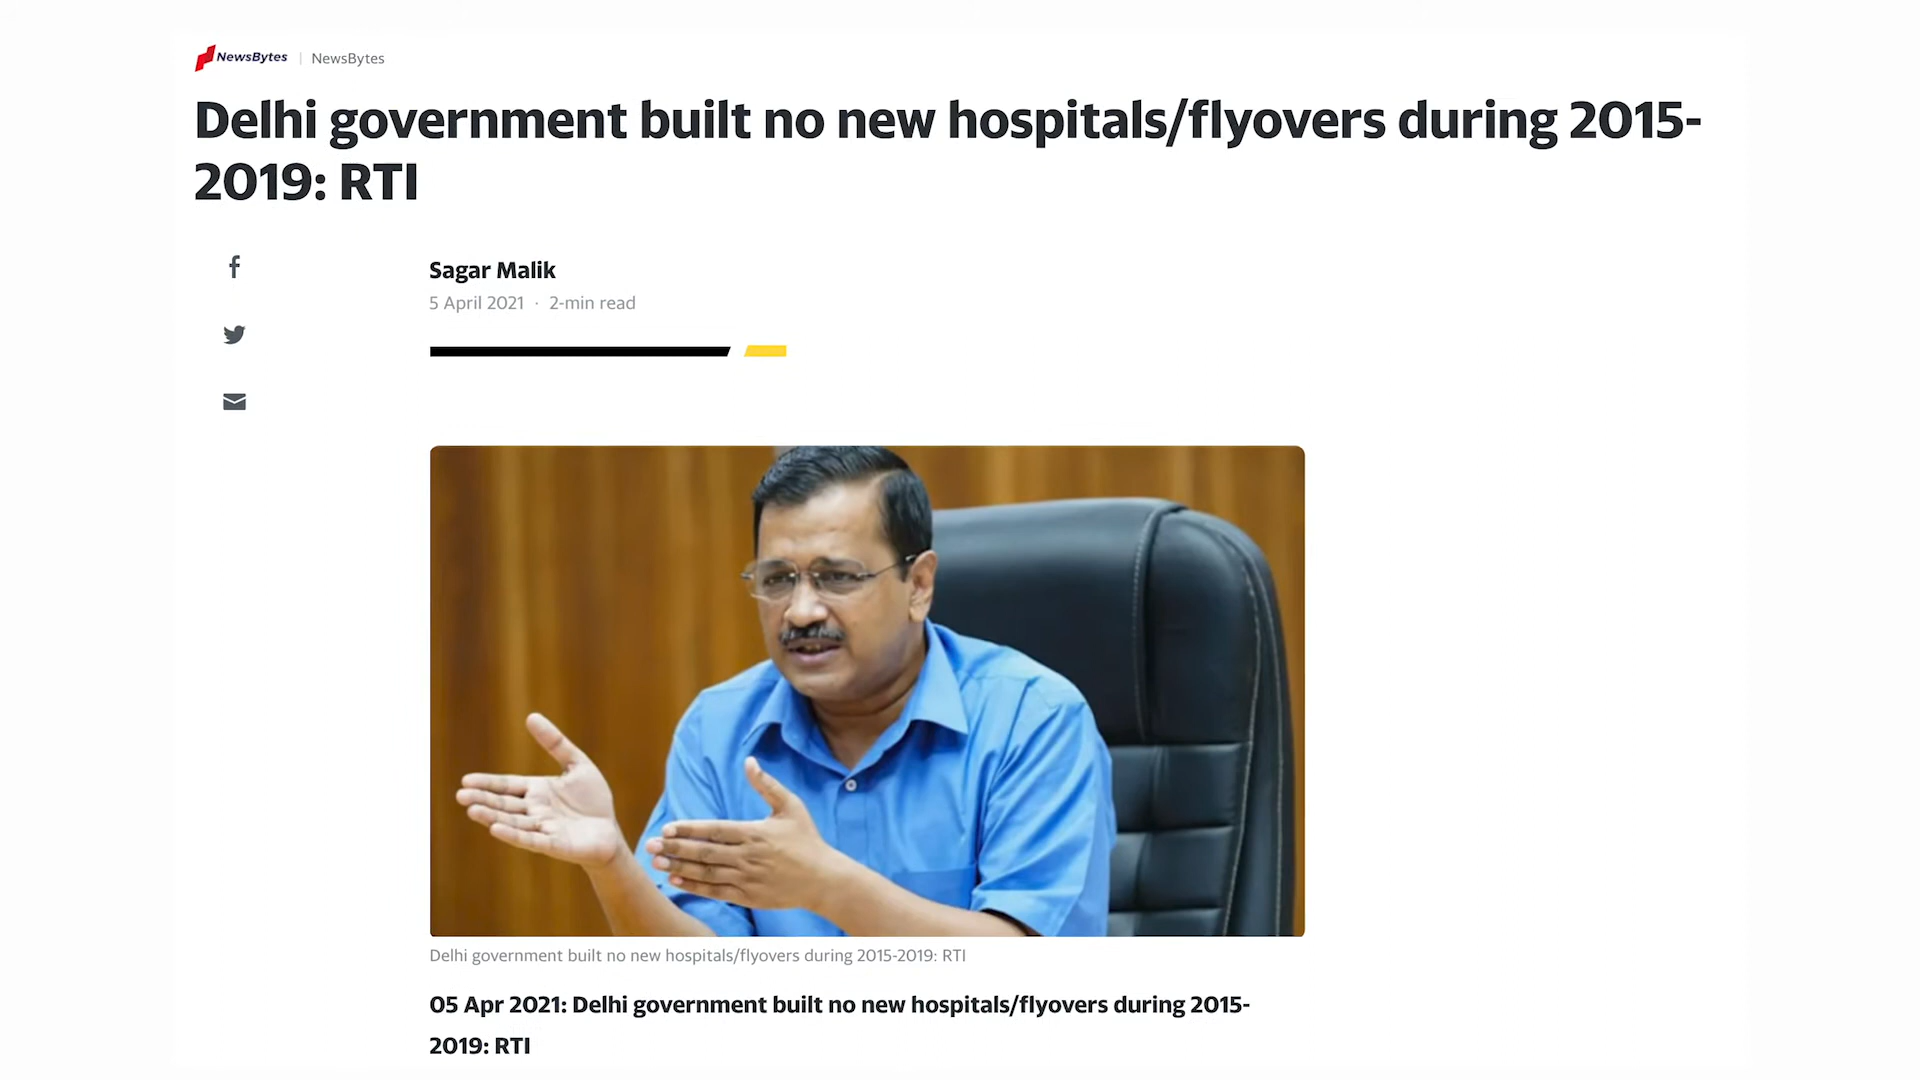 NewsBytes | NewsBytes
Delhi government built no new hospitals/flyovers during 2015-
2019: RTI
Sagar Malik
5 April 2021 · 2-min read
Delhi government built no new hospitals/flyovers during 2015-2019: RTI
05 Apr 2021: Delhi government built no new hospitals/flyovers during 2015-
2019: RTI